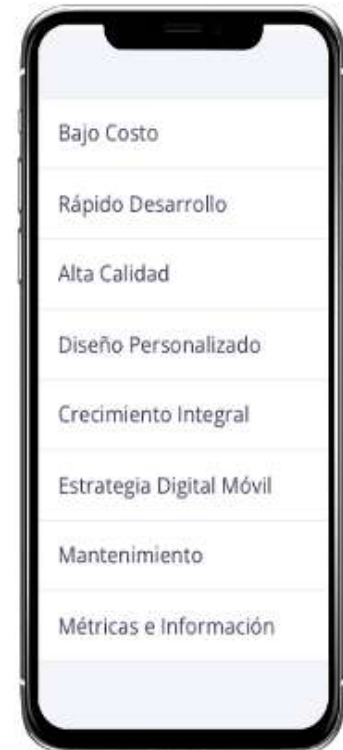 Bajo Costo
Rápido Desarrollo
Alta Calidad
Diseño Personalizado
Crecimiento Integral
Estrategia Digital Móvil
Mantenimiento
Métricas e Información